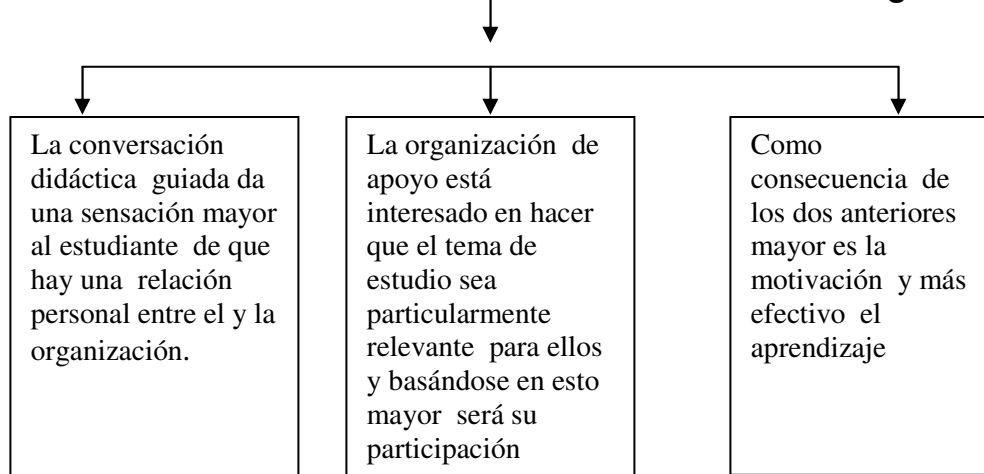 La conversación
didáctica guiada da
una sensación mayor
al estudiante de que
hay una relación
personal entre el y la
organización.
La organización de
apoyo está
interesado en hacer
que el tema de
estudio sea
particularmente
relevante para ellos
y basándose en esto
mayor será su
participación
Como
consecuencia de
los dos anteriores
mayor es la
motivación y más
efectivo el
aprendizaje